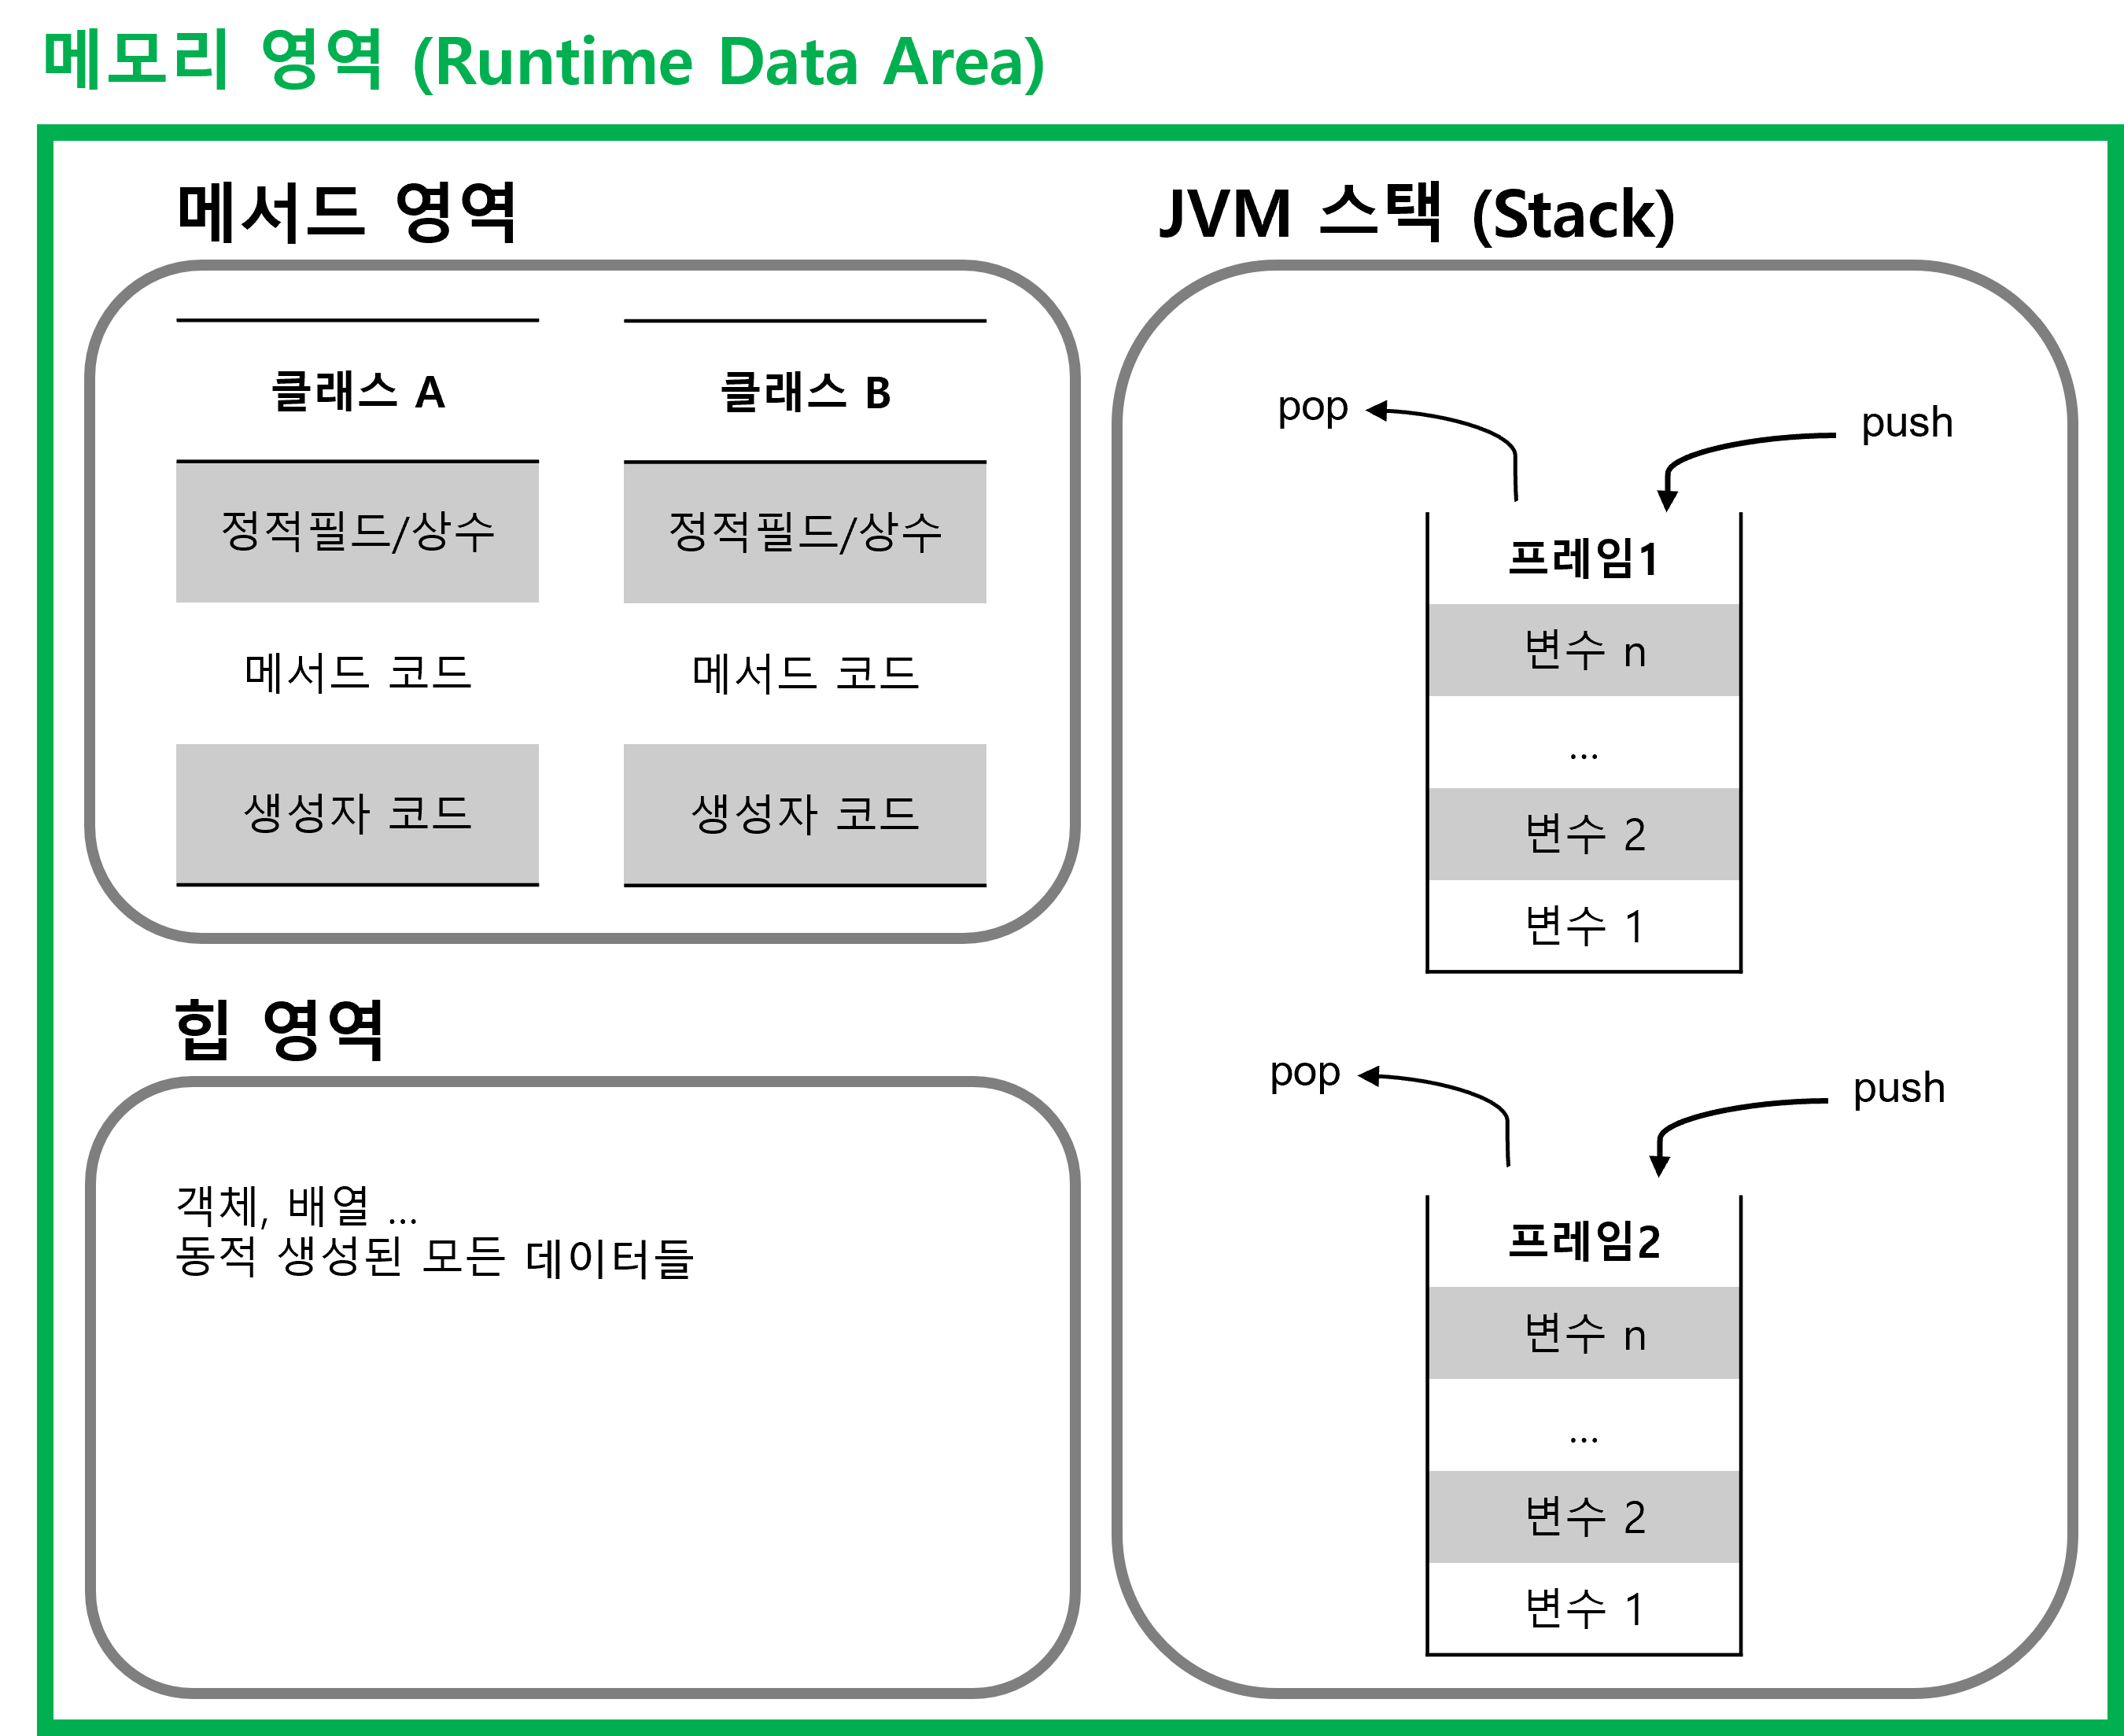 메모리 영역 (Runtime Data Area)
메서드 영역
클래스 A
정적필드/상수
메서드 코드
생성자 코드
클래스 B
정적필드/상수
메서드 코드
생성자 코드
힙 영역
객체, 배열 ...
동적 생성된 모든 데이터들
JVM 스택 (Stack)
pop
push
프레임1
변수 n
...
변수 2
변수 1
pop
push
프레임2
변수 n
...
변수 2
변수 1